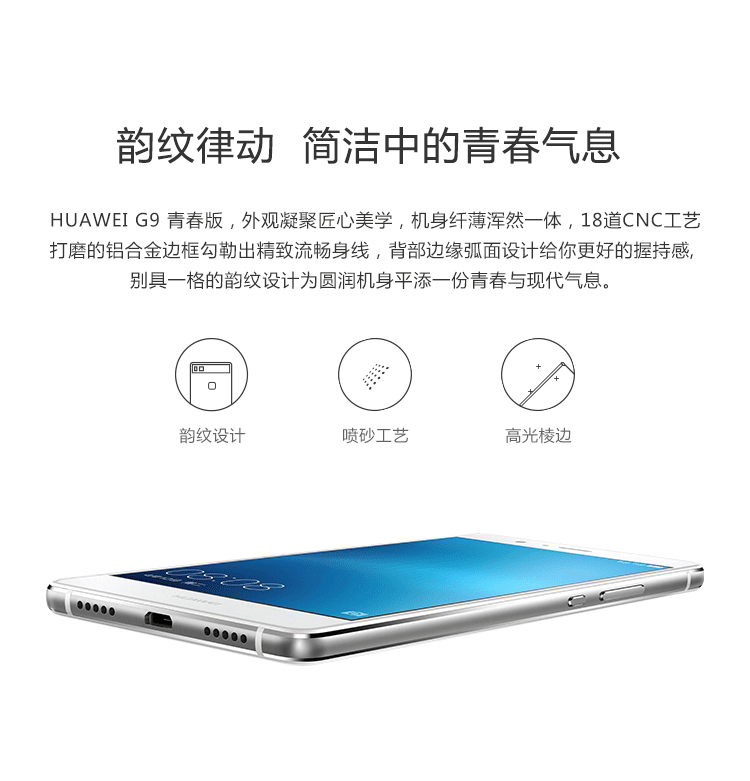 韵纹律动 简洁中的青春气息
HUAWEI G9 青春版，外观凝聚匠心美学，机身纤薄浑然一体，18道CNC工艺
打磨的铝合金边框勾勒出精致流畅身线，背部边缘弧面设计给你更好的握持感,
别具一格的韵纹设计为圆润机身平添一份青春与现代气息。
韵纹设计 喷砂工艺 高光棱边
08:08
HUAWEI